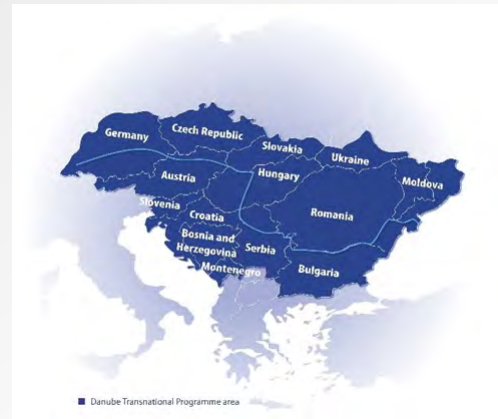 Germany
Czech Republic
Slovakia
Ukraine
Austria
Hungary
Moldova
Slovenia
Croatia
Romania
Bosnia and
Herzegovina
Serbia
Montenegro
Bulgaria
Danube Transnational Programme area